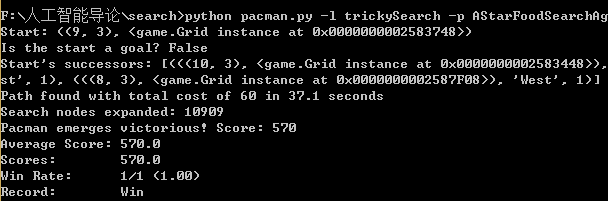 F:\人工智能导论\search>python pacman.py -l trickySearch -p AStarFoodSearchAg
Start: ((9, 3), <game.Grid instance at 0x0000000002583748>)
Is the start a goal? False
Start's successors: [(((10, 3), <game.Grid instance at 0x0000000002583448>),
st', 1), (((8, 3), <game.Grid instance at 0x0000000002587F08>), 'West', 1)]
Path found with total cost of 60 in 37.1 seconds
Search nodes expanded: 10909
Pacman emerges victorious! Score: 570
Average Score: 570.0
Scores:        570.0
Win Rate:      1/1 (1.00)
Record:        Win